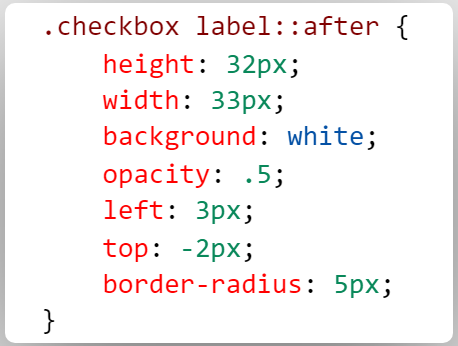 .checkbox label::after {
    height: 32px;
    width: 33px;
    background: white;
    opacity: .5;
    left: 3px;
    top: -2px;
    border-radius: 5px;
}